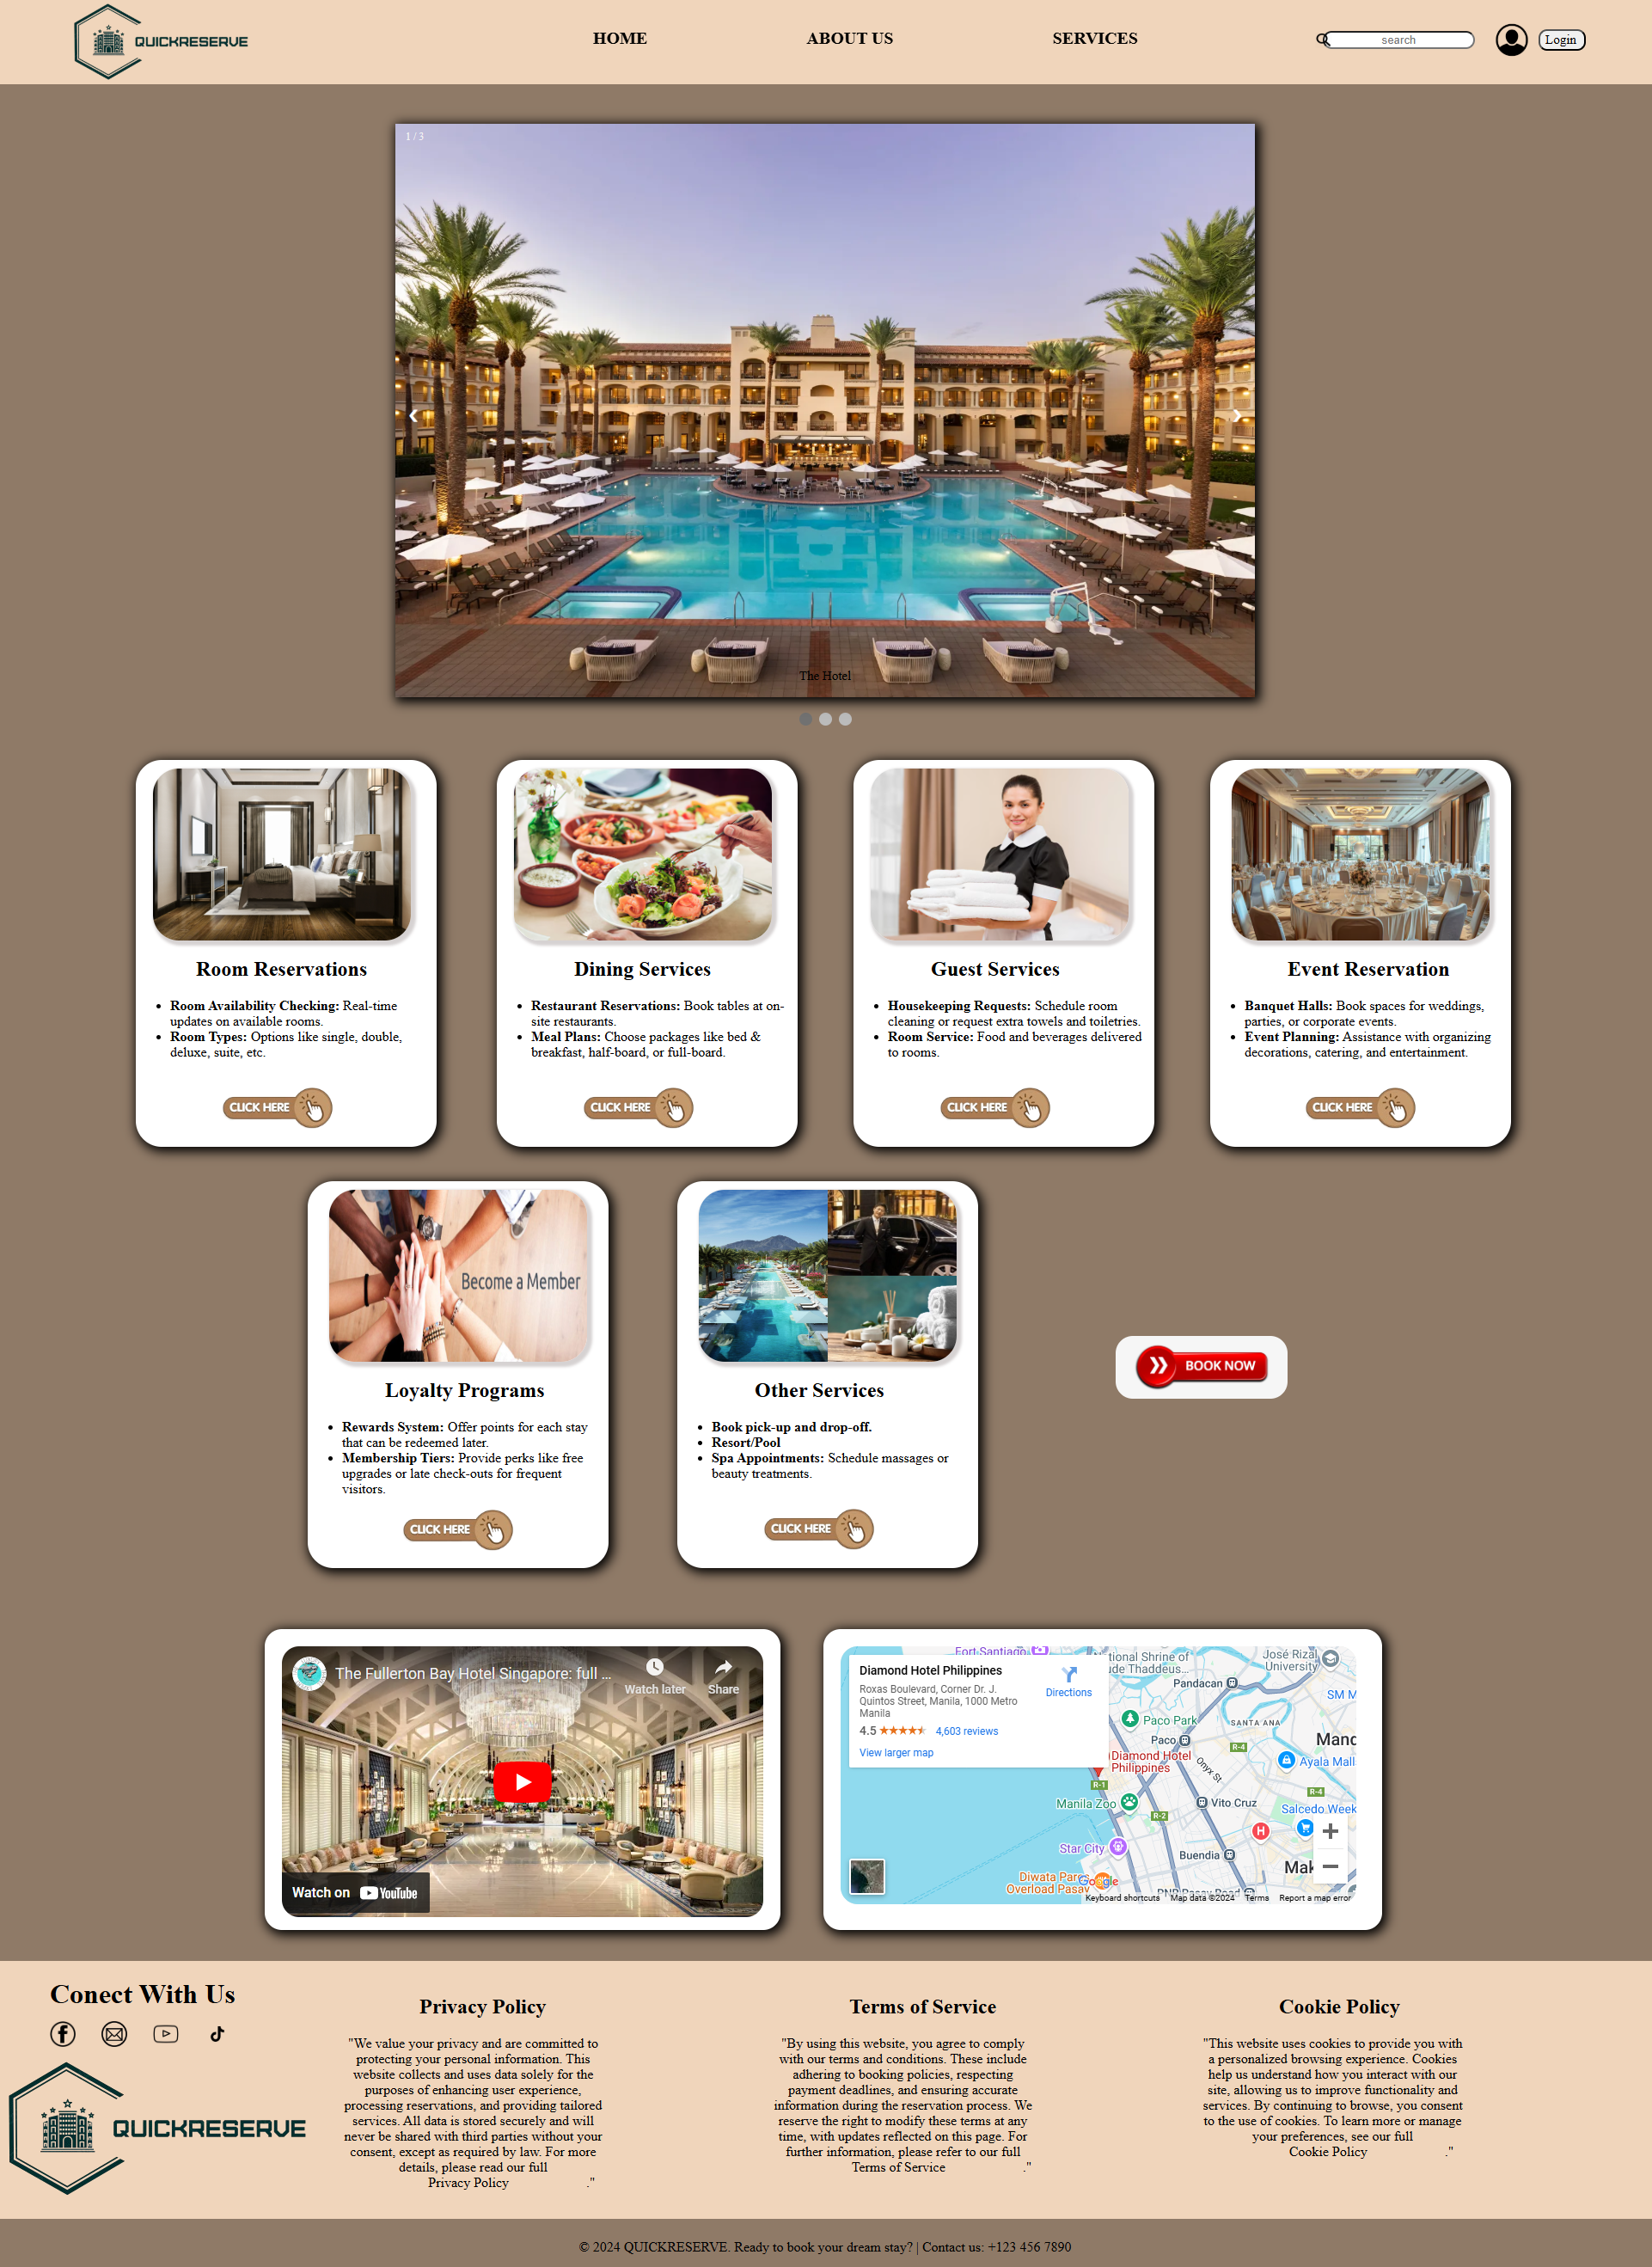 QUICKRESERVE
HOME
ABOUT US
SERVICES
search
Login
1 / 3
❮
❯
The Hotel
Room Reservations
• Room Availability Checking: Real-time
updates on available rooms.
• Room Types: Options like single, double,
deluxe, suite, etc.
CLICK HERE
Dining Services
• Restaurant Reservations: Book tables at on-
site restaurants.
• Meal Plans: Choose packages like bed &
breakfast, half-board, or full-board.
CLICK HERE
Guest Services
• Housekeeping Requests: Schedule room
cleaning or request extra towels and toiletries.
• Room Service: Food and beverages delivered
to rooms.
CLICK HERE
Event Reservation
• Banquet Halls: Book spaces for weddings,
parties, or corporate events.
• Event Planning: Assistance with organizing
decorations, catering, and entertainment.
CLICK HERE
Become a Member
Loyalty Programs
• Rewards System: Offer points for each stay
that can be redeemed later.
• Membership Tiers: Provide perks like free
upgrades or late check-outs for frequent
visitors.
CLICK HERE
Other Services
• Book pick-up and drop-off.
• Resort/Pool
• Spa Appointments: Schedule massages or
beauty treatments.
CLICK HERE
BOOK NOW
The Fullerton Bay Hotel Singapore: full ...
Watch later
Share
Watch on YouTube
Diamond Hotel Philippines
Roxas Boulevard, Corner Dr. J.
Quintos Street, Manila, 1000 Metro
Manila
4.5
4,603 reviews
View larger map
Directions
Fort Santiago
tional Shrine of
ude Thaddeus...
José Rizal
University
Pandacan
SM M
Paco Park
SANTA ANA
Paco
R-4
Mand
Ayala Mall
Diamond Hotel
Philippines
Onyx St
R-1
R-4
Manila Zoo
Vito Cruz
R-2
Salcedo Week
H
Star City
Buendia
Mak
Diwata Pares
Overload Pasay
Google
PNR Pasay Road
Keyboard shortcuts
Map data ©2024
Terms
Report a map error
Conect With Us
QUICKRESERVE
Privacy Policy
"We value your privacy and are committed to
protecting your personal information. This
website collects and uses data solely for the
purposes of enhancing user experience,
processing reservations, and providing tailored
services. All data is stored securely and will
never be shared with third parties without your
consent, except as required by law. For more
details, please read our full
Privacy Policy ."
Terms of Service
"By using this website, you agree to comply
with our terms and conditions. These include
adhering to booking policies, respecting
payment deadlines, and ensuring accurate
information during the reservation process. We
reserve the right to modify these terms at any
time, with updates reflected on this page. For
further information, please refer to our full
Terms of Service ."
Cookie Policy
"This website uses cookies to provide you with
a personalized browsing experience. Cookies
help us understand how you interact with our
site, allowing us to improve functionality and
services. By continuing to browse, you consent
to the use of cookies. To learn more or manage
your preferences, see our full
Cookie Policy ."
© 2024 QUICKRESERVE. Ready to book your dream stay? | Contact us: +123 456 7890